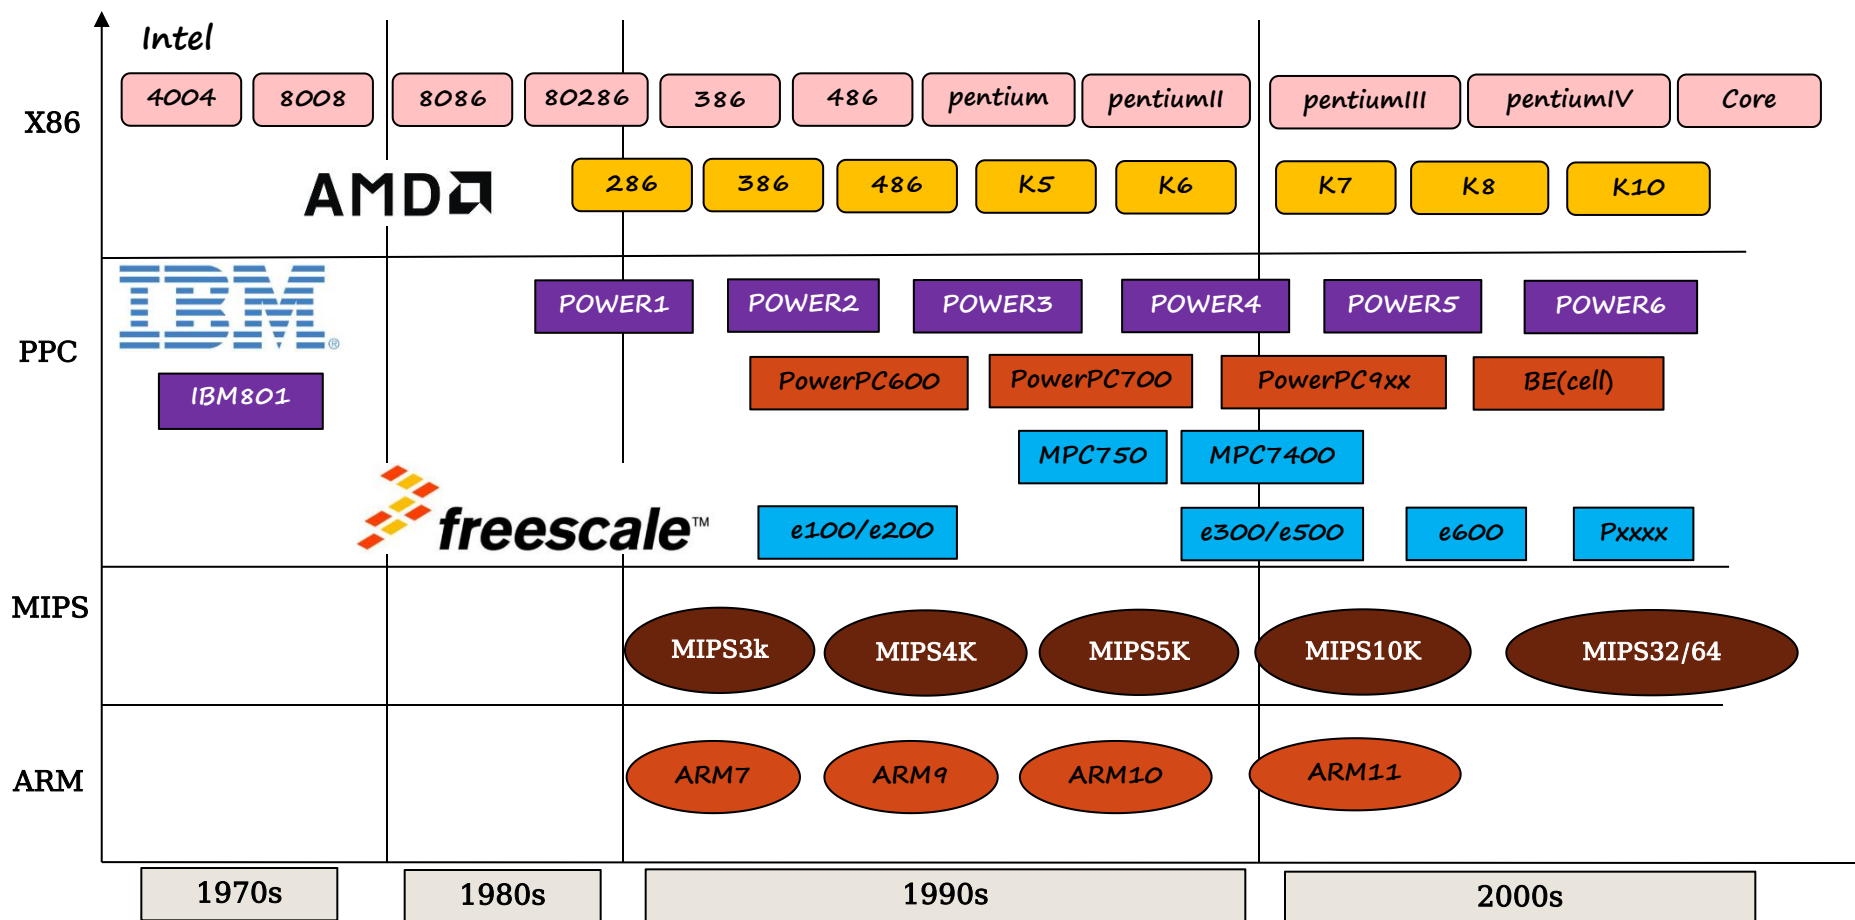 Intel
X86
4004 8008 8086 80286 386 486 pentium pentiumII pentiumIII pentiumIV Core
AMD
286 386 486 K5 K6 K7 K8 K10
PPC
IBM®
POWER1 POWER2 POWER3 POWER4 POWER5 POWER6
IBM801
PowerPC600 PowerPC700 PowerPC9xx BE(cell)
MPC750 MPC7400
freescale™
e100/e200 e300/e500 e600 Pxxxx
MIPS
MIPS3k MIPS4K MIPS5K MIPS10K MIPS32/64
ARM
ARM7 ARM9 ARM10 ARM11
1970s 1980s 1990s 2000s